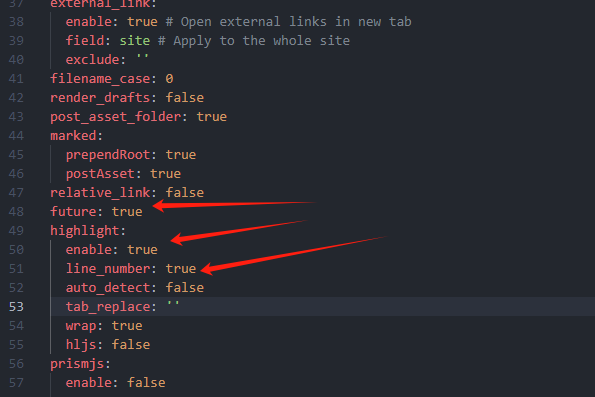 37 external_link:
38 enable: true # Open external links in new tab
39 field: site # Apply to the whole site
40 exclude: ''
41 filename_case: 0
42 render_drafts: false
43 post_asset_folder: true
44 marked:
45 prependRoot: true
46 postAsset: true
47 relative_link: false
48 future: true
49 highlight:
50 enable: true
51 line_number: true
52 auto_detect: false
53 tab_replace: ''
54 wrap: true
55 hljs: false
56 prismjs:
57 enable: false